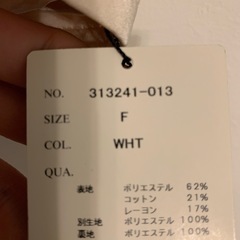 NO. 313241-013
SIZE F
COL. WHT
QUA.
表地 ポリエステル 62%
コットン 21%
レーヨン 17%
別生地 ポリエステル 100%
裏地 ポリエステル 100%